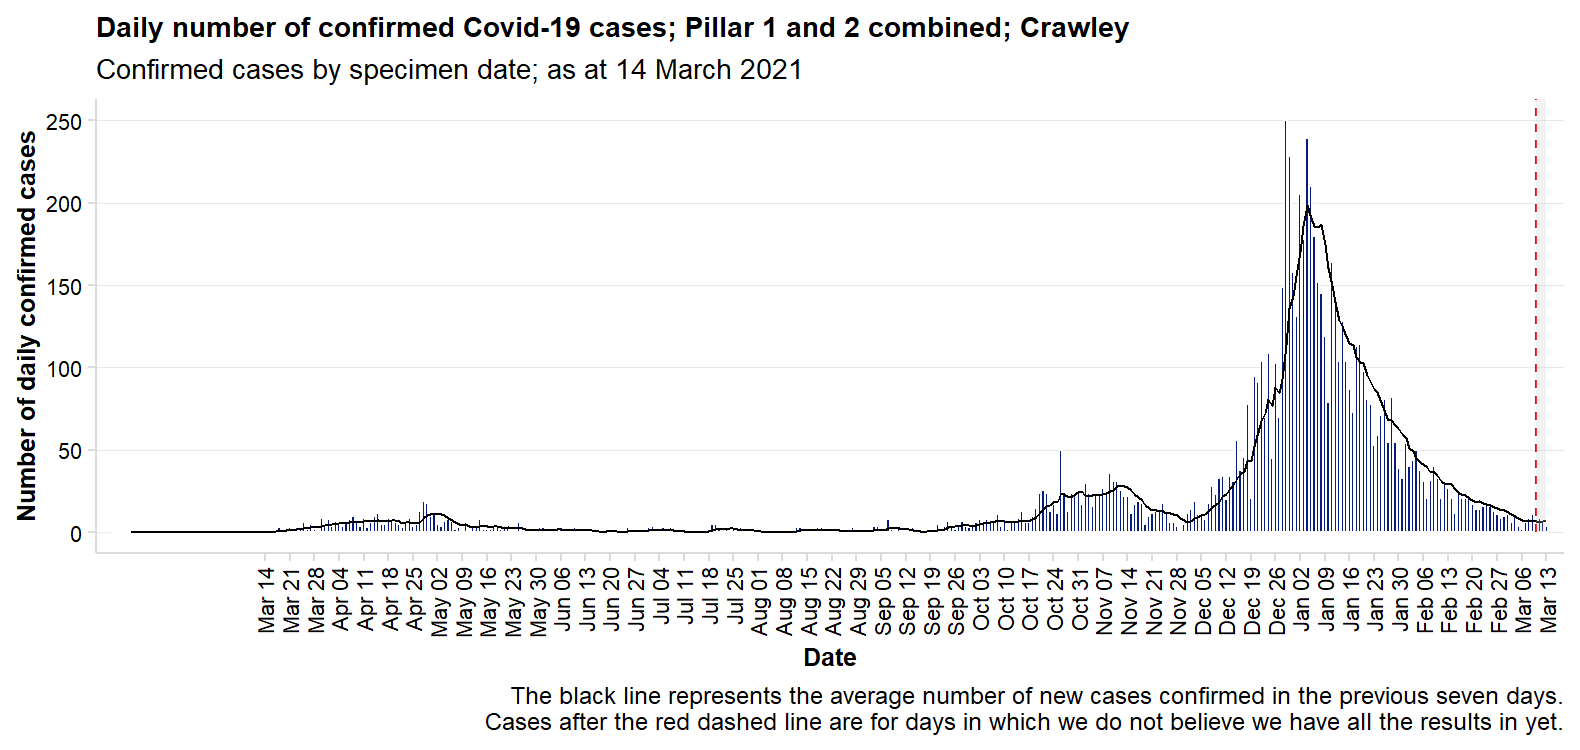 Daily number of confirmed Covid-19 cases; Pillar 1 and 2 combined; Crawley
Confirmed cases by specimen date; as at 14 March 2021
Number of daily confirmed cases
250
200
150
100
50
0
Mar 14
Mar 21
Mar 28
Apr 04
Apr 11
Apr 18
Apr 25
May 02
May 09
May 16
May 23
May 30
Jun 06
Jun 13
Jun 20
Jun 27
Jul 04
Jul 11
Jul 18
Jul 25
Aug 01
Aug 08
Aug 15
Aug 22
Aug 29
Sep 05
Sep 12
Sep 19
Sep 26
Oct 03
Oct 10
Oct 17
Oct 24
Oct 31
Nov 07
Nov 14
Nov 21
Nov 28
Dec 05
Dec 12
Dec 19
Dec 26
Jan 02
Jan 09
Jan 16
Jan 23
Jan 30
Feb 06
Feb 13
Feb 20
Feb 27
Mar 06
Mar 13
Date
The black line represents the average number of new cases confirmed in the previous seven days.
Cases after the red dashed line are for days in which we do not believe we have all the results in yet.